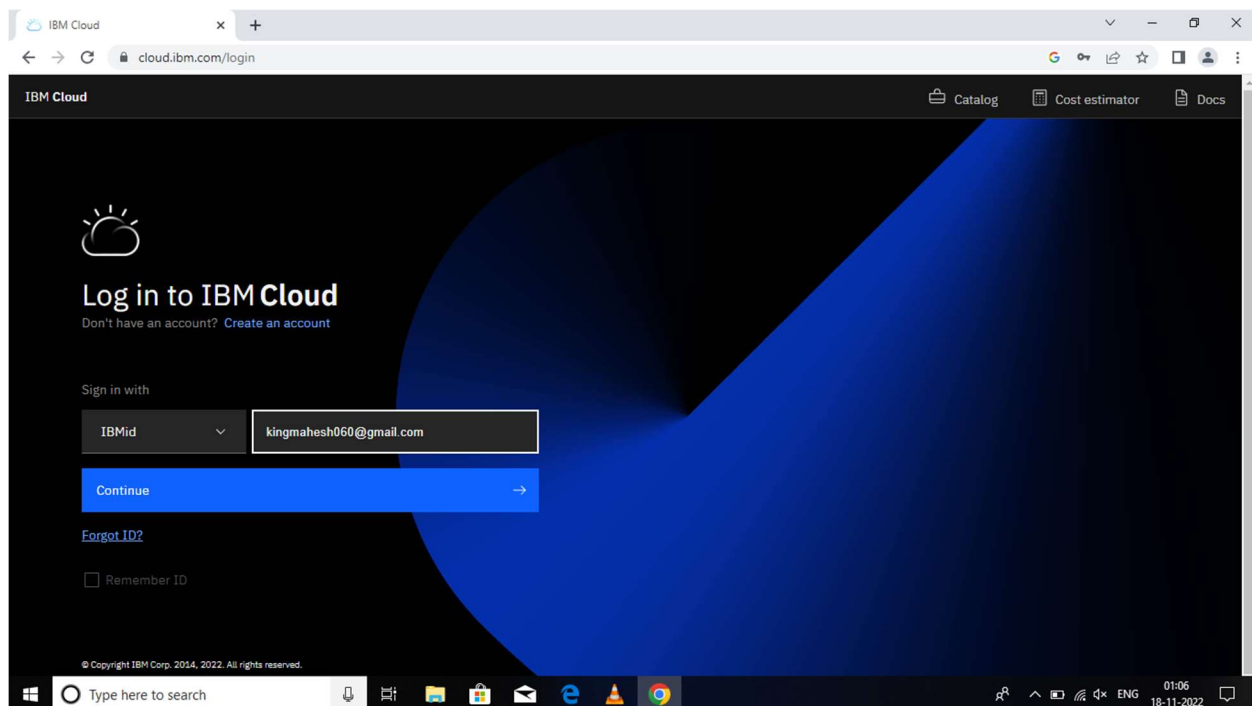 IBM Cloud
cloud.ibm.com/login
IBM Cloud
Catalog
Cost estimator
Docs
Log in to IBM Cloud
Don't have an account? Create an account
Sign in with
IBMid
kingmahesh060@gmail.com
Continue
Forgot ID?
Remember ID
© Copyright IBM Corp. 2014, 2022. All rights reserved.
Type here to search
ENG
01:06
18-11-2022